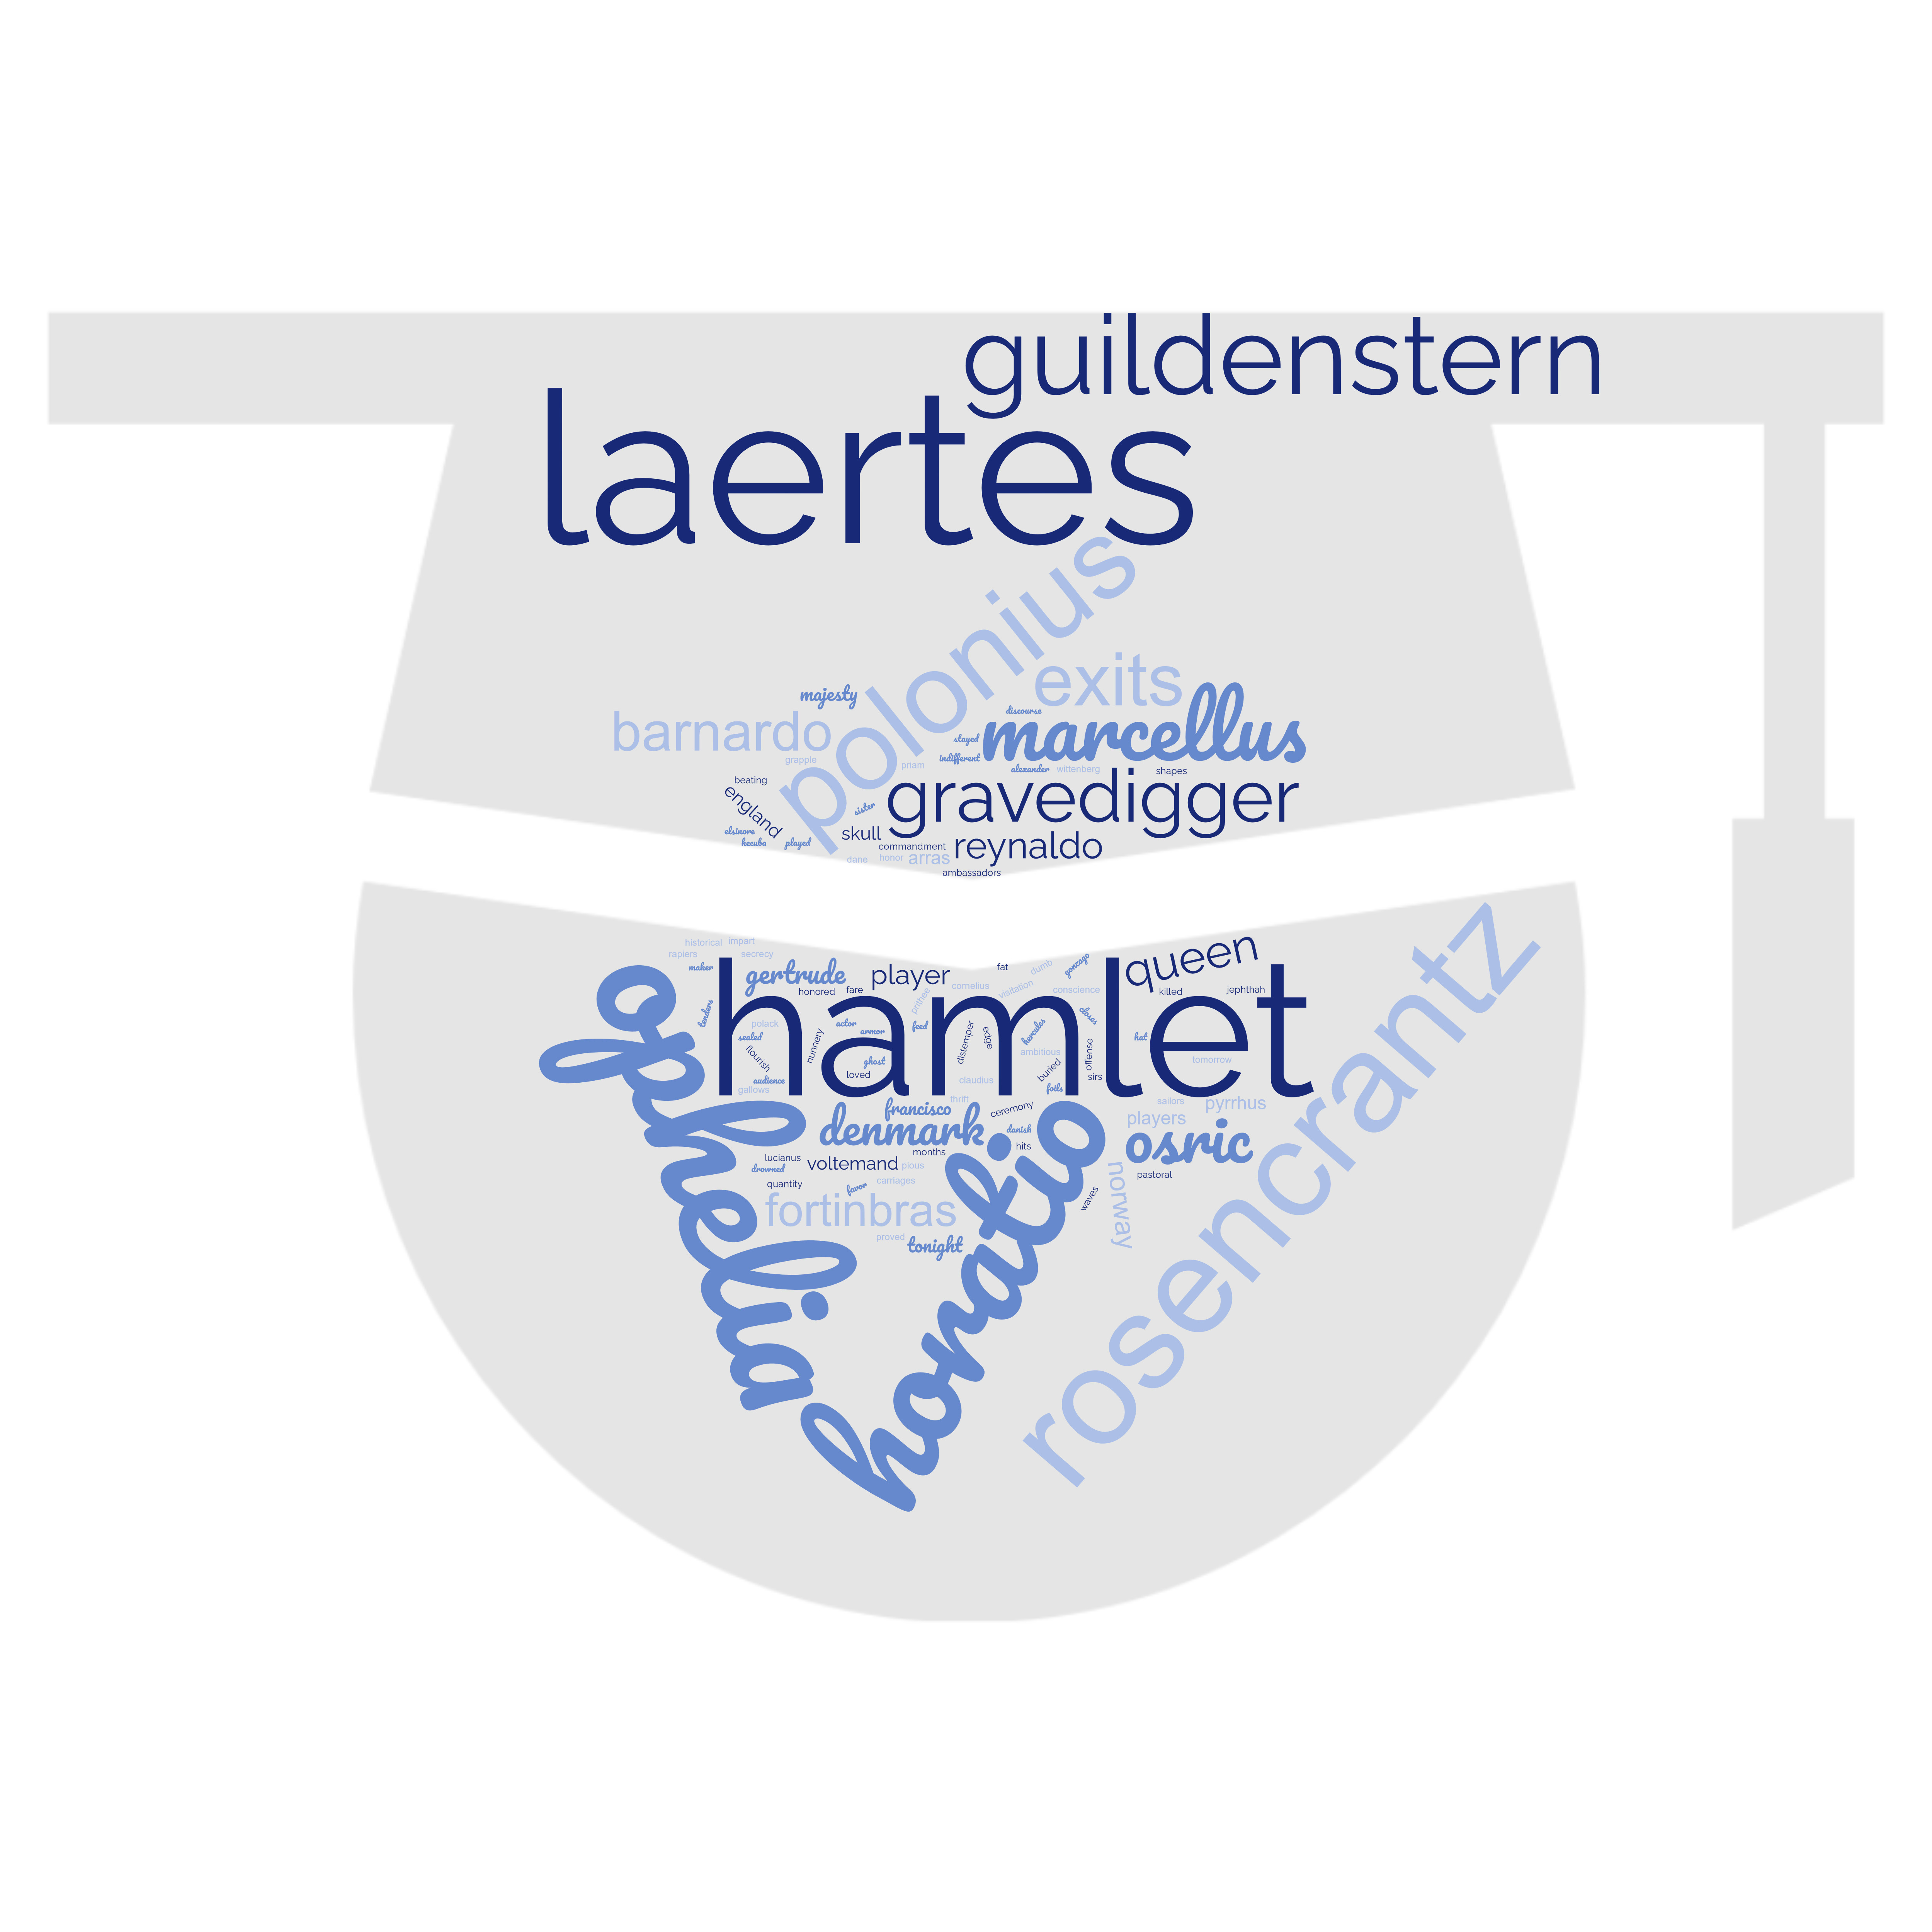 guildenstern
laertes
polonius
exits
majesty
marcellus
discourse
barnardo
stayed
indifferent
grapple
priam
alexander
wittenberg
shapes
beating
gravedigger
england
sister
elsinore
skull
hecuba
played
commandment
reynaldo
dane
honor
arras
ambassadors
rosencrantz
historical
impart
rapiers
secrecy
queen
maker
gertrude
player
fat
dumb
gonzago
ophelia
hamlet
honored
fare
cornelius
visitation
conscience
killed
jephthah
prithee
tenders
polack
actor
armor
feed
distemper
edge
hercules
closes
sealed
nunnery
hat
flourish
ghost
ambitious
offense
tomorrow
audience
loved
claudius
buried
sirs
gallows
foils
thrift
francisco
ceremony
sailors
pyrrhus
denmark
danish
players
osric
hits
months
horatio
lucianus
voltemand
pious
drowned
norway
pastoral
quantity
favor
carriages
waves
fortinbras
proved
tonight